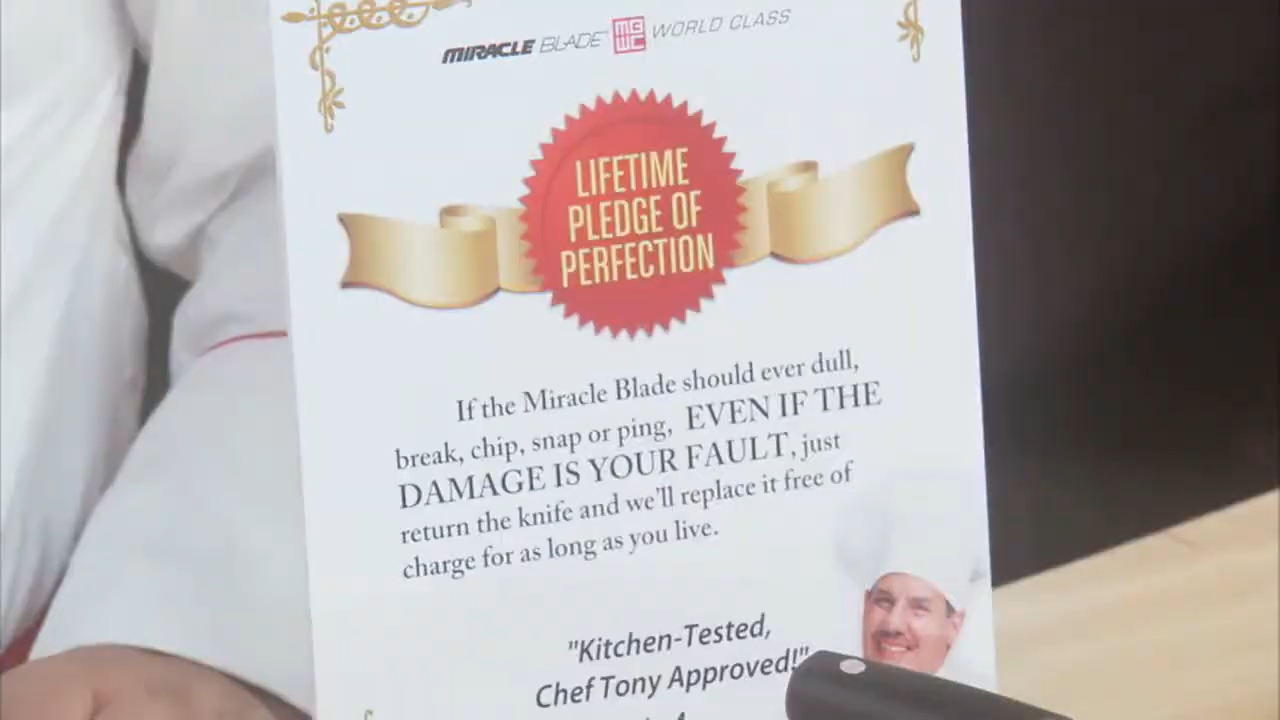 MIRACLE BLADE MBWC WORLD CLASS
LIFETIME
PLEDGE OF
PERFECTION
If the Miracle Blade should ever dull,
break, chip, snap or ping, EVEN IF THE
DAMAGE IS YOUR FAULT, just
return the knife and we'll replace it free of
charge for as long as you live.
"Kitchen-Tested,
Chef Tony Approved!"